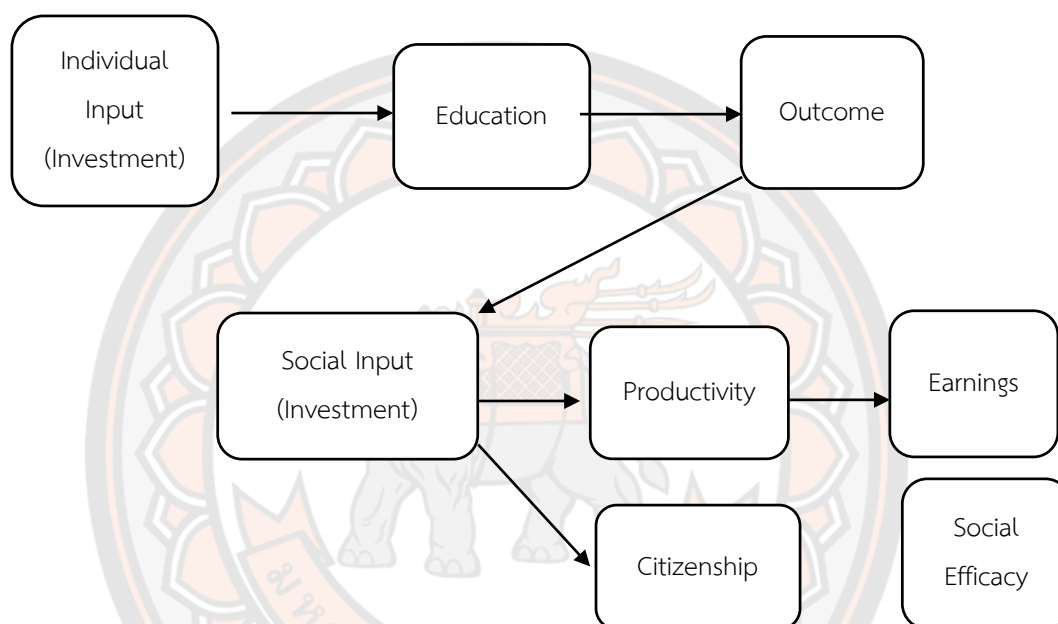 Individual
Input
(Investment)
Education
Outcome
Social Input
(Investment)
Productivity
Earnings
Citizenship
Social
Efficacy